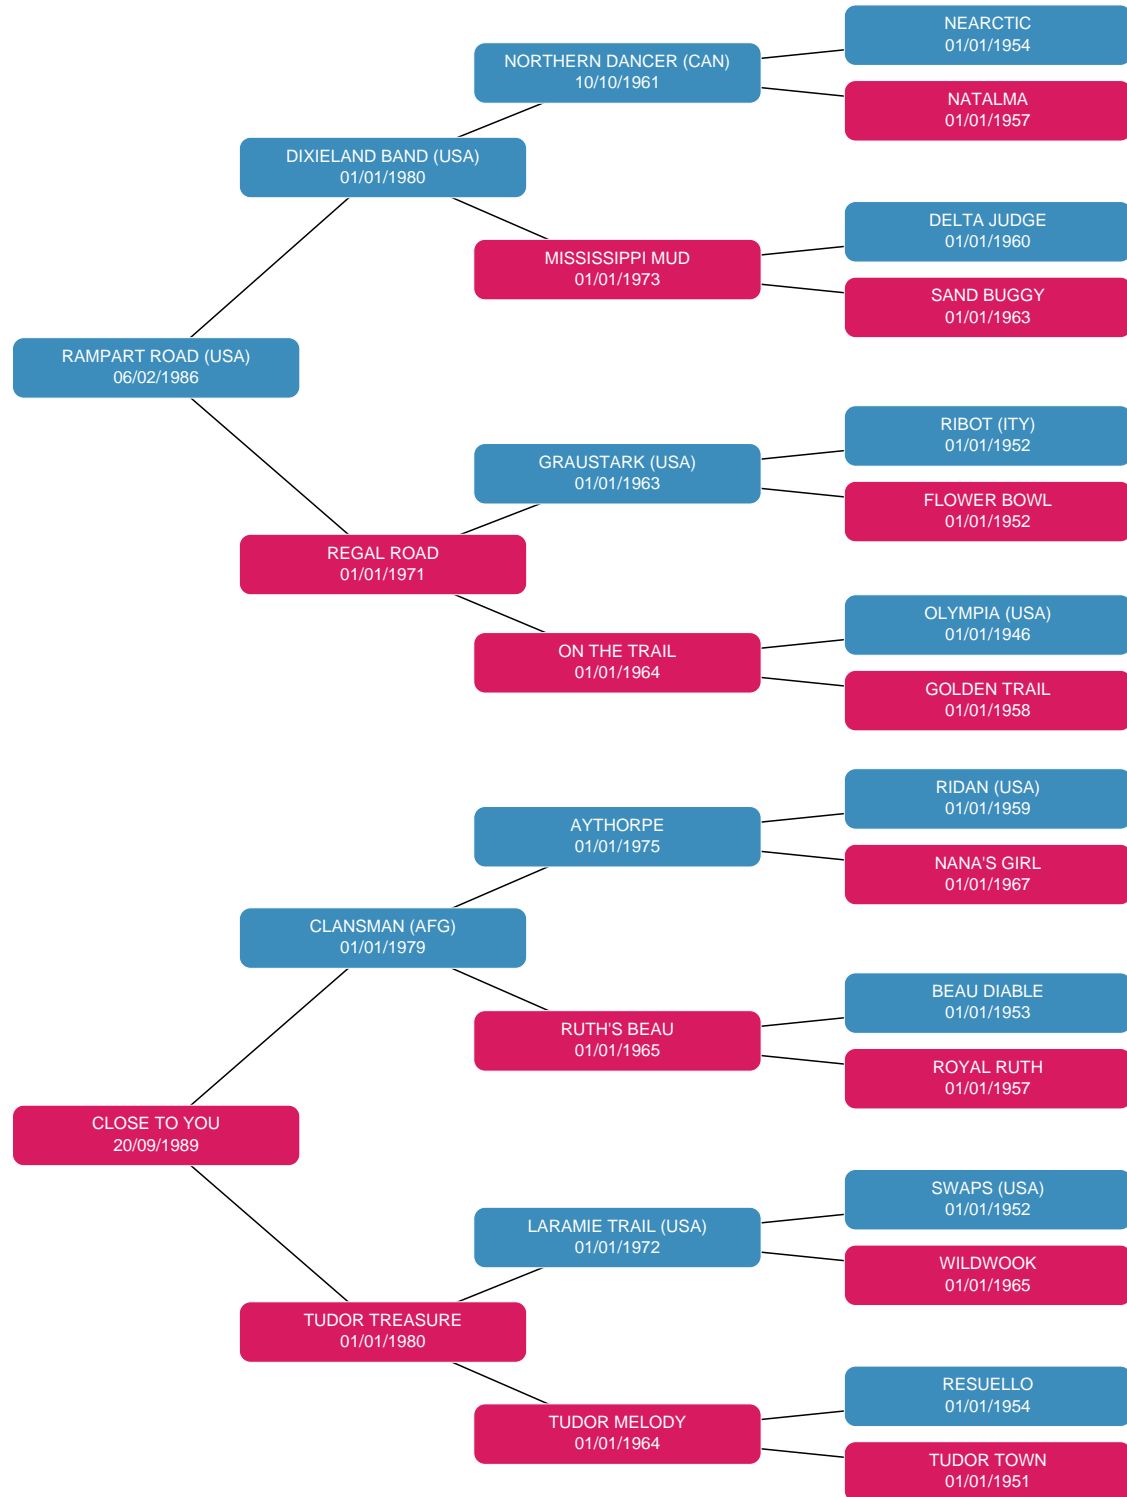 NEARCTIC
01/01/1954
NORTHERN DANCER (CAN)
10/10/1961
NATALMA
01/01/1957
DIXIELAND BAND (USA)
01/01/1980
DELTA JUDGE
01/01/1960
MISSISSIPPI MUD
01/01/1973
SAND BUGGY
01/01/1963
RAMPART ROAD (USA)
06/02/1986
RIBOT (ITY)
01/01/1952
GRAUSTARK (USA)
01/01/1963
FLOWER BOWL
01/01/1952
REGAL ROAD
01/01/1971
OLYMPIA (USA)
01/01/1946
ON THE TRAIL
01/01/1964
GOLDEN TRAIL
01/01/1958
RIDAN (USA)
01/01/1959
AYTHORPE
01/01/1975
NANA'S GIRL
01/01/1967
CLANSMAN (AFG)
01/01/1979
BEAU DIABLE
01/01/1953
RUTH'S BEAU
01/01/1965
ROYAL RUTH
01/01/1957
CLOSE TO YOU
20/09/1989
SWAPS (USA)
01/01/1952
LARAMIE TRAIL (USA)
01/01/1972
WILDWOOK
01/01/1965
TUDOR TREASURE
01/01/1980
RESUELLO
01/01/1954
TUDOR MELODY
01/01/1964
TUDOR TOWN
01/01/1951